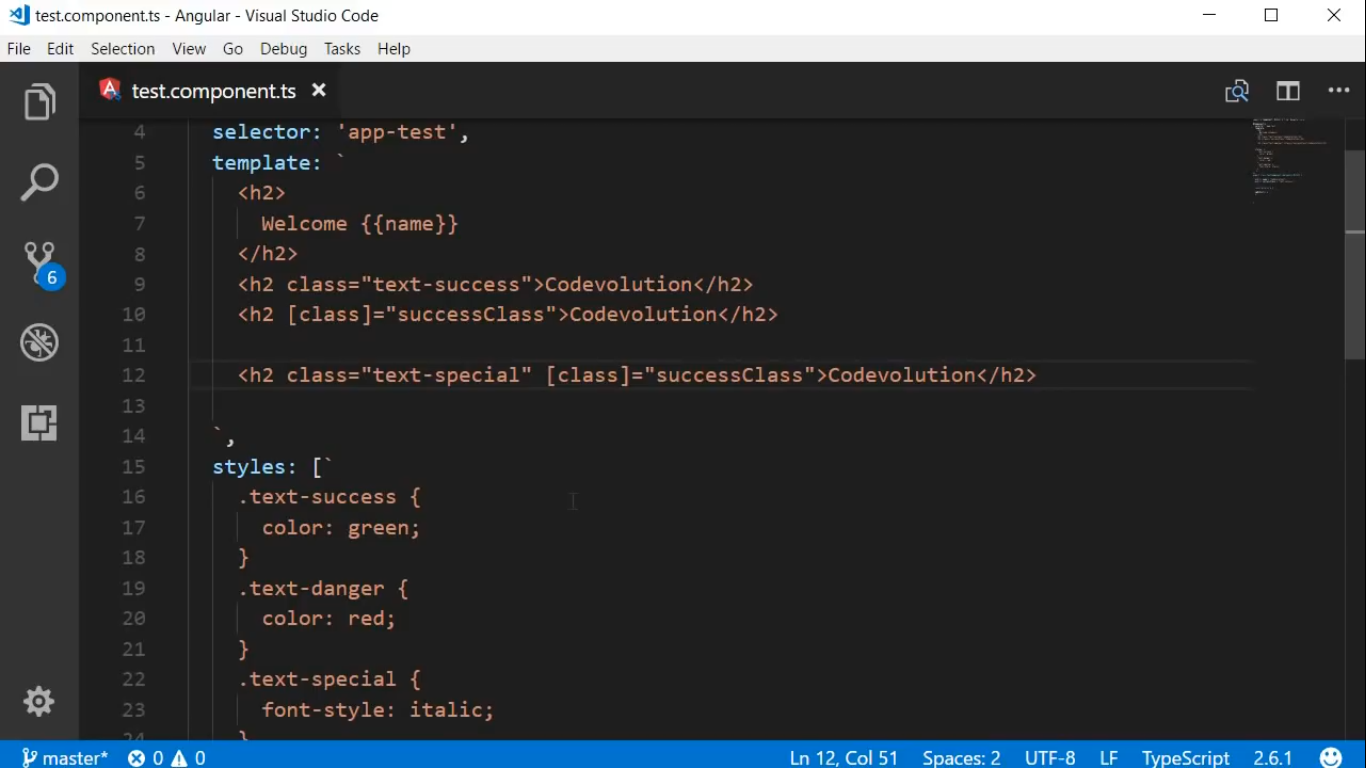 test.component.ts - Angular - Visual Studio Code
File Edit Selection View Go Debug Tasks Help
test.component.ts
4 selector: 'app-test',
5 template: `
6 <h2>
7 Welcome {{name}}
8 </h2>
9 <h2 class="text-success">Codevolution</h2>
10 <h2 [class]="successClass">Codevolution</h2>
11
12 <h2 class="text-special" [class]="successClass">Codevolution</h2>
13
14 `,
15 styles: [`
16 .text-success {
17 color: green;
18 }
19 .text-danger {
20 color: red;
21 }
22 .text-special {
23 font-style: italic;
24 }
6
master* 0 0 Ln 12, Col 51 Spaces: 2 UTF-8 LF TypeScript 2.6.1